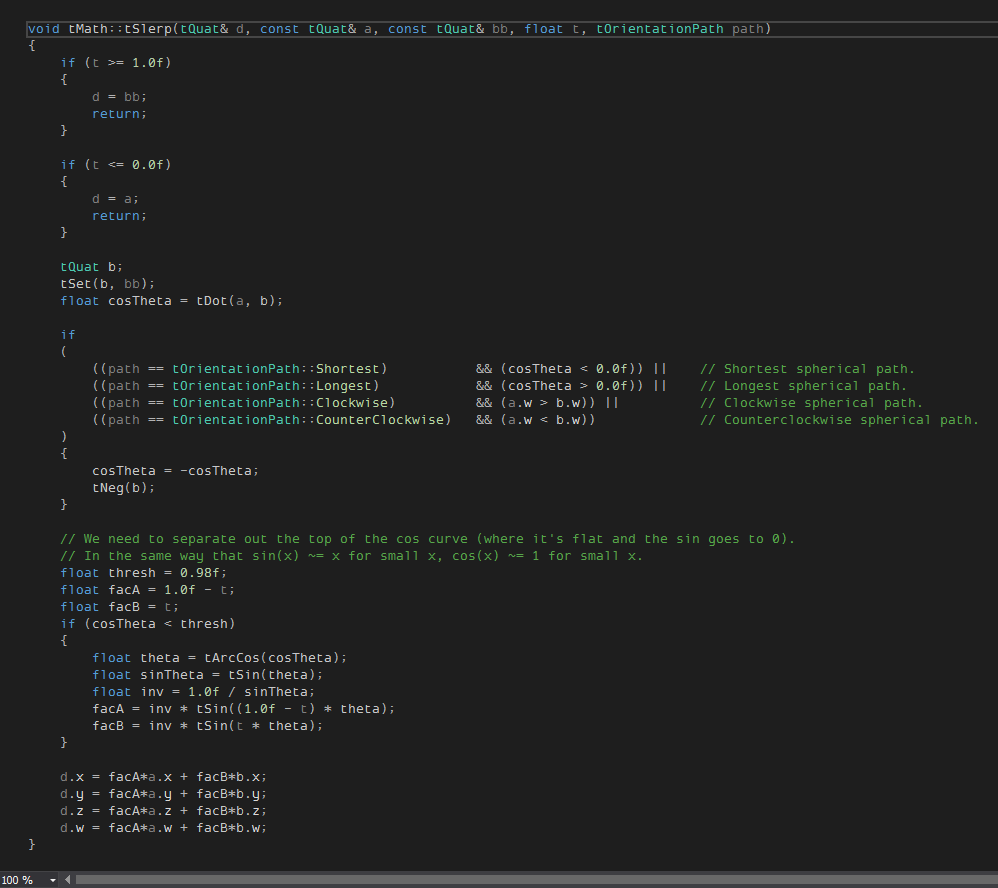 void tMath::tSlerp(tQuat& d, const tQuat& a, const tQuat& bb, float t, tOrientationPath path)
{
    if (t >= 1.0f)
    {
        d = bb;
        return;
    }

    if (t <= 0.0f)
    {
        d = a;
        return;
    }

    tQuat b;
    tSet(b, bb);
    float cosTheta = tDot(a, b);

    if
    (
        ((path == tOrientationPath::Shortest)           && (cosTheta < 0.0f)) ||    // Shortest spherical path.
        ((path == tOrientationPath::Longest)            && (cosTheta > 0.0f)) ||    // Longest spherical path.
        ((path == tOrientationPath::Clockwise)          && (a.w > b.w)) ||          // Clockwise spherical path.
        ((path == tOrientationPath::CounterClockwise)   && (a.w < b.w))             // Counterclockwise spherical path.
    )
    {
        cosTheta = -cosTheta;
        tNeg(b);
    }

    // We need to separate out the top of the cos curve (where it's flat and the sin goes to 0).
    // In the same way that sin(x) ~= x for small x, cos(x) ~= 1 for small x.
    float thresh = 0.98f;
    float facA = 1.0f - t;
    float facB = t;
    if (cosTheta < thresh)
    {
        float theta = tArcCos(cosTheta);
        float sinTheta = tSin(theta);
        float inv = 1.0f / sinTheta;
        facA = inv * tSin((1.0f - t) * theta);
        facB = inv * tSin(t * theta);
    }

    d.x = facA*a.x + facB*b.x;
    d.y = facA*a.y + facB*b.y;
    d.z = facA*a.z + facB*b.z;
    d.w = facA*a.w + facB*b.w;
}
100 %